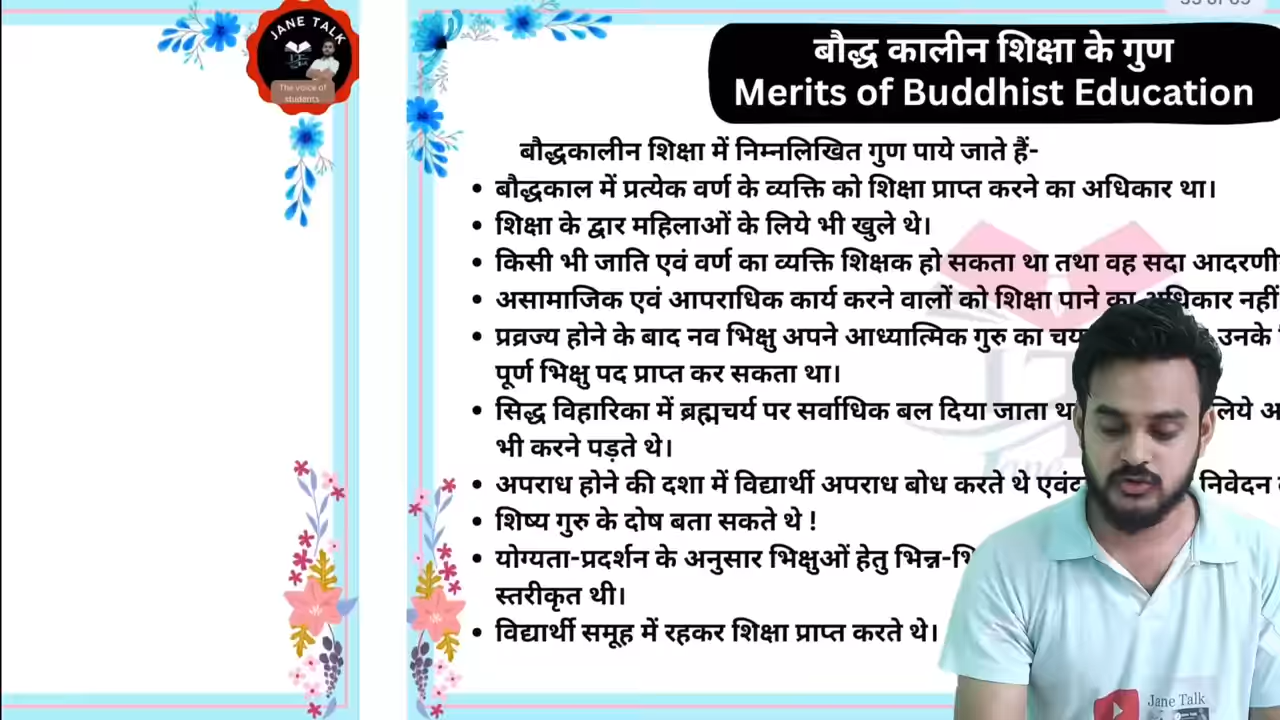 JANE TALK
The voice of
students
बौद्ध कालीन शिक्षा के गुण
Merits of Buddhist Education
बौद्धकालीन शिक्षा में निम्नलिखित गुण पाये जाते हैं-
• बौद्धकाल में प्रत्येक वर्ण के व्यक्ति को शिक्षा प्राप्त करने का अधिकार था।
• शिक्षा के द्वार महिलाओं के लिये भी खुले थे।
• किसी भी जाति एवं वर्ण का व्यक्ति शिक्षक हो सकता था तथा वह सदा
• असामाजिक एवं आपराधिक कार्य करने वालों को शिक्षा पाने का अधिकार नहीं
• प्रव्रज्य होने के बाद नव भिक्षु अपने आध्यात्मिक गुरु का उनके
पूर्ण भिक्षु पद प्राप्त कर सकता था।
• सिद्ध विहारिका में ब्रह्मचर्य पर सर्वाधिक बल दिया जाता
भी करने पड़ते थे।
• अपराध होने की दशा में विद्यार्थी अपराध बोध करते थे निवेदन
• शिष्य गुरु के दोष बता सकते थे !
• योग्यता-प्रदर्शन के अनुसार भिक्षुओं हेतु
स्तरीकृत थी।
• विद्यार्थी समूह में रहकर शिक्षा प्राप्त करते थे।
Jane Talk